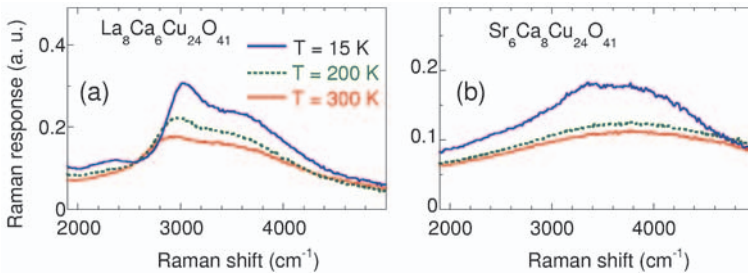 La8Ca6Cu24O41
T = 15 K
T = 200 K
T = 300 K
(a)
Raman response (a. u.)
0.4
0.2
0
2000 3000 4000
Raman shift (cm-1)
Sr6Ca8Cu24O41
(b)
0.2
0.1
0
2000 3000 4000
Raman shift (cm-1)